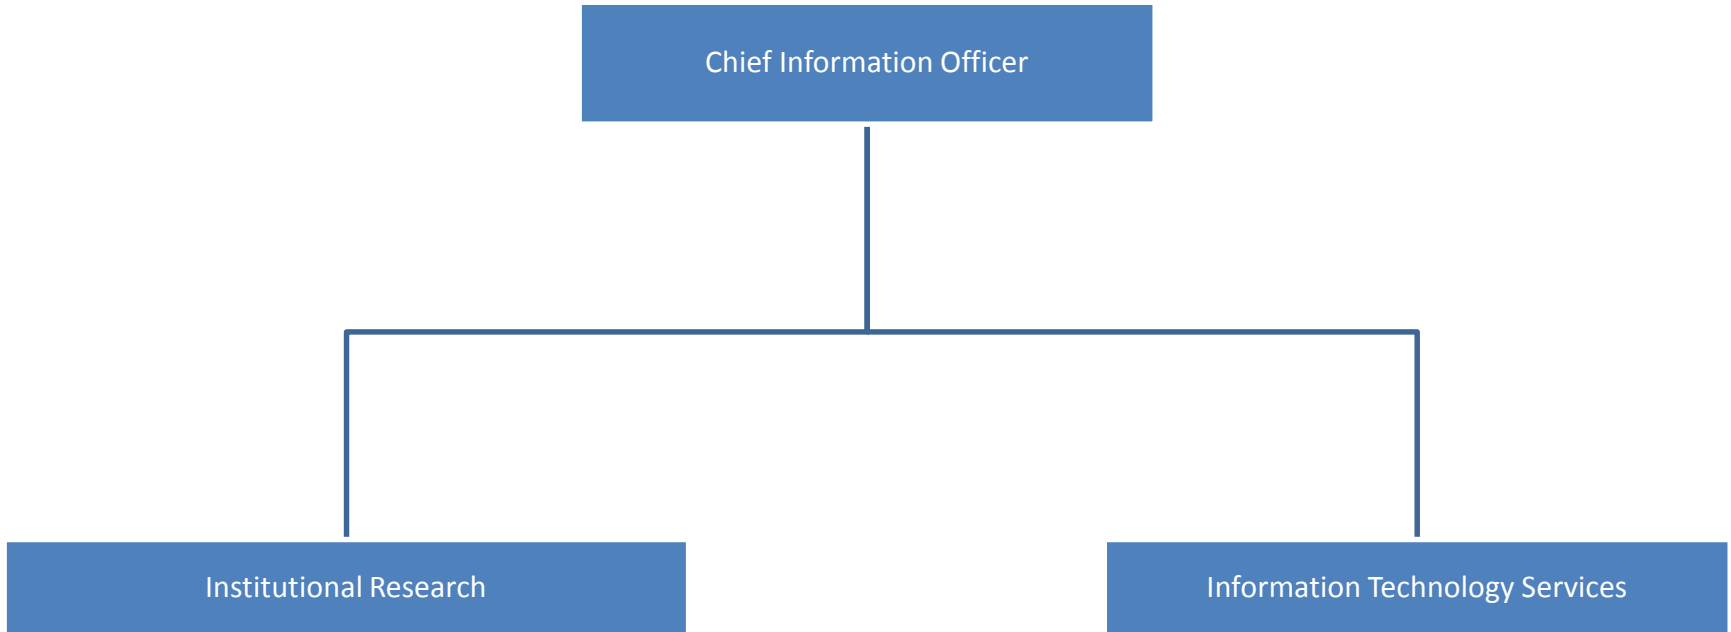 Chief Information Officer
Institutional Research
Information Technology Services